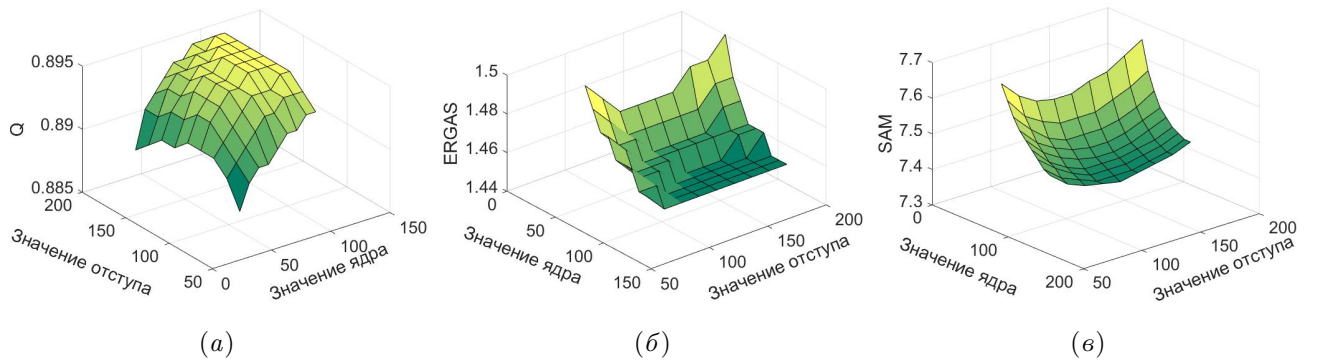 0.895
0.89
0.885
Q
200
150
100
50
Значение отступа
0
50
100
150
Значение ядра
(а)
1.5
1.48
1.46
1.44
ERGAS
0
50
100
150
Значение ядра
50
100
150
200
Значение отступа
(б)
7.7
7.6
7.5
7.4
7.3
SAM
0
100
200
Значение ядра
50
100
150
200
Значение отступа
(в)